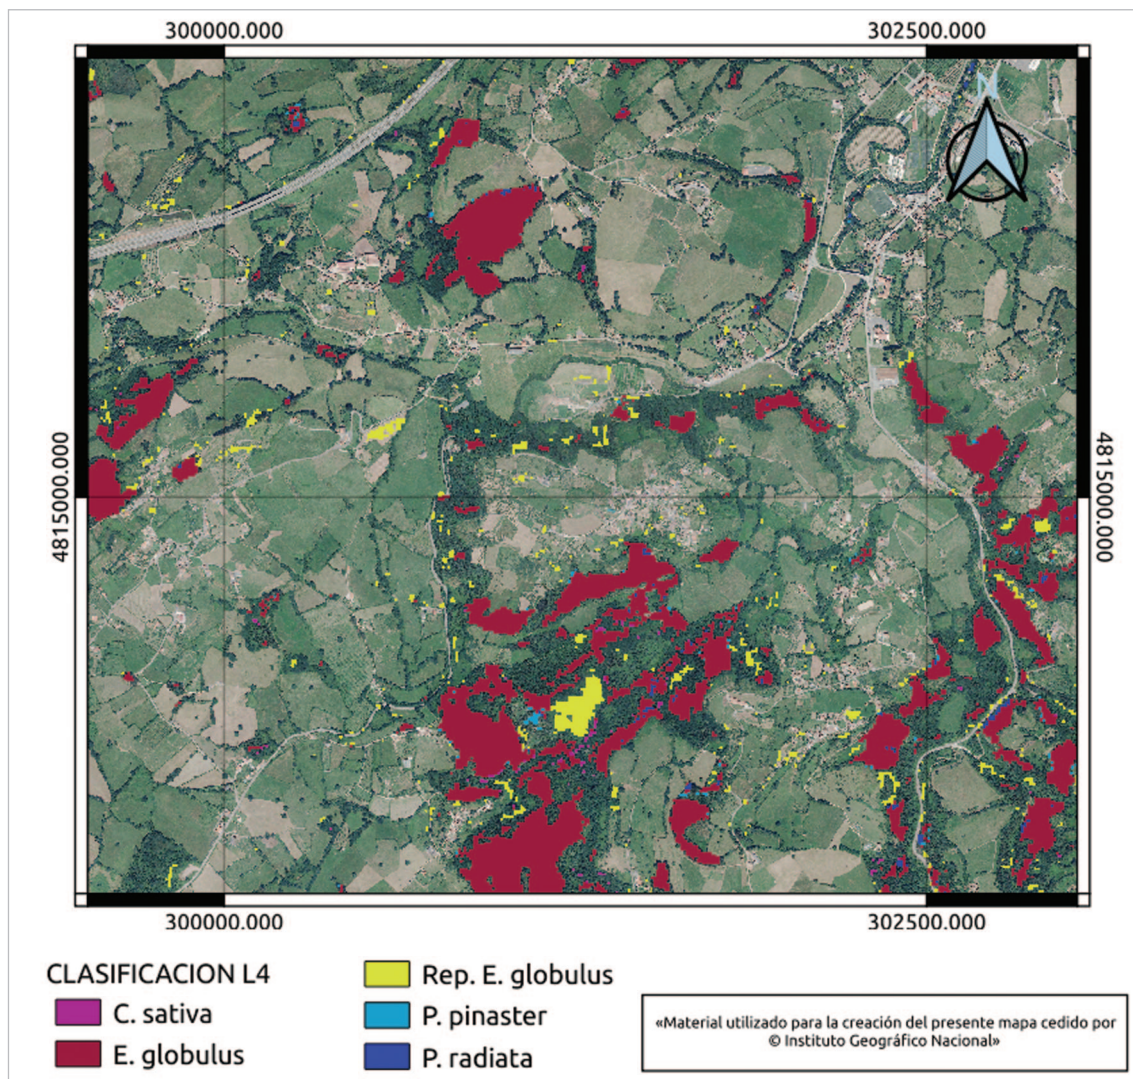 300000.000 302500.000
N
4815000.000
4815000.000
300000.000 302500.000
CLASIFICACION L4
C. sativa
E. globulus
Rep. E. globulus
P. pinaster
P. radiata
«Material utilizado para la creación del presente mapa cedido por
© Instituto Geográfico Nacional»